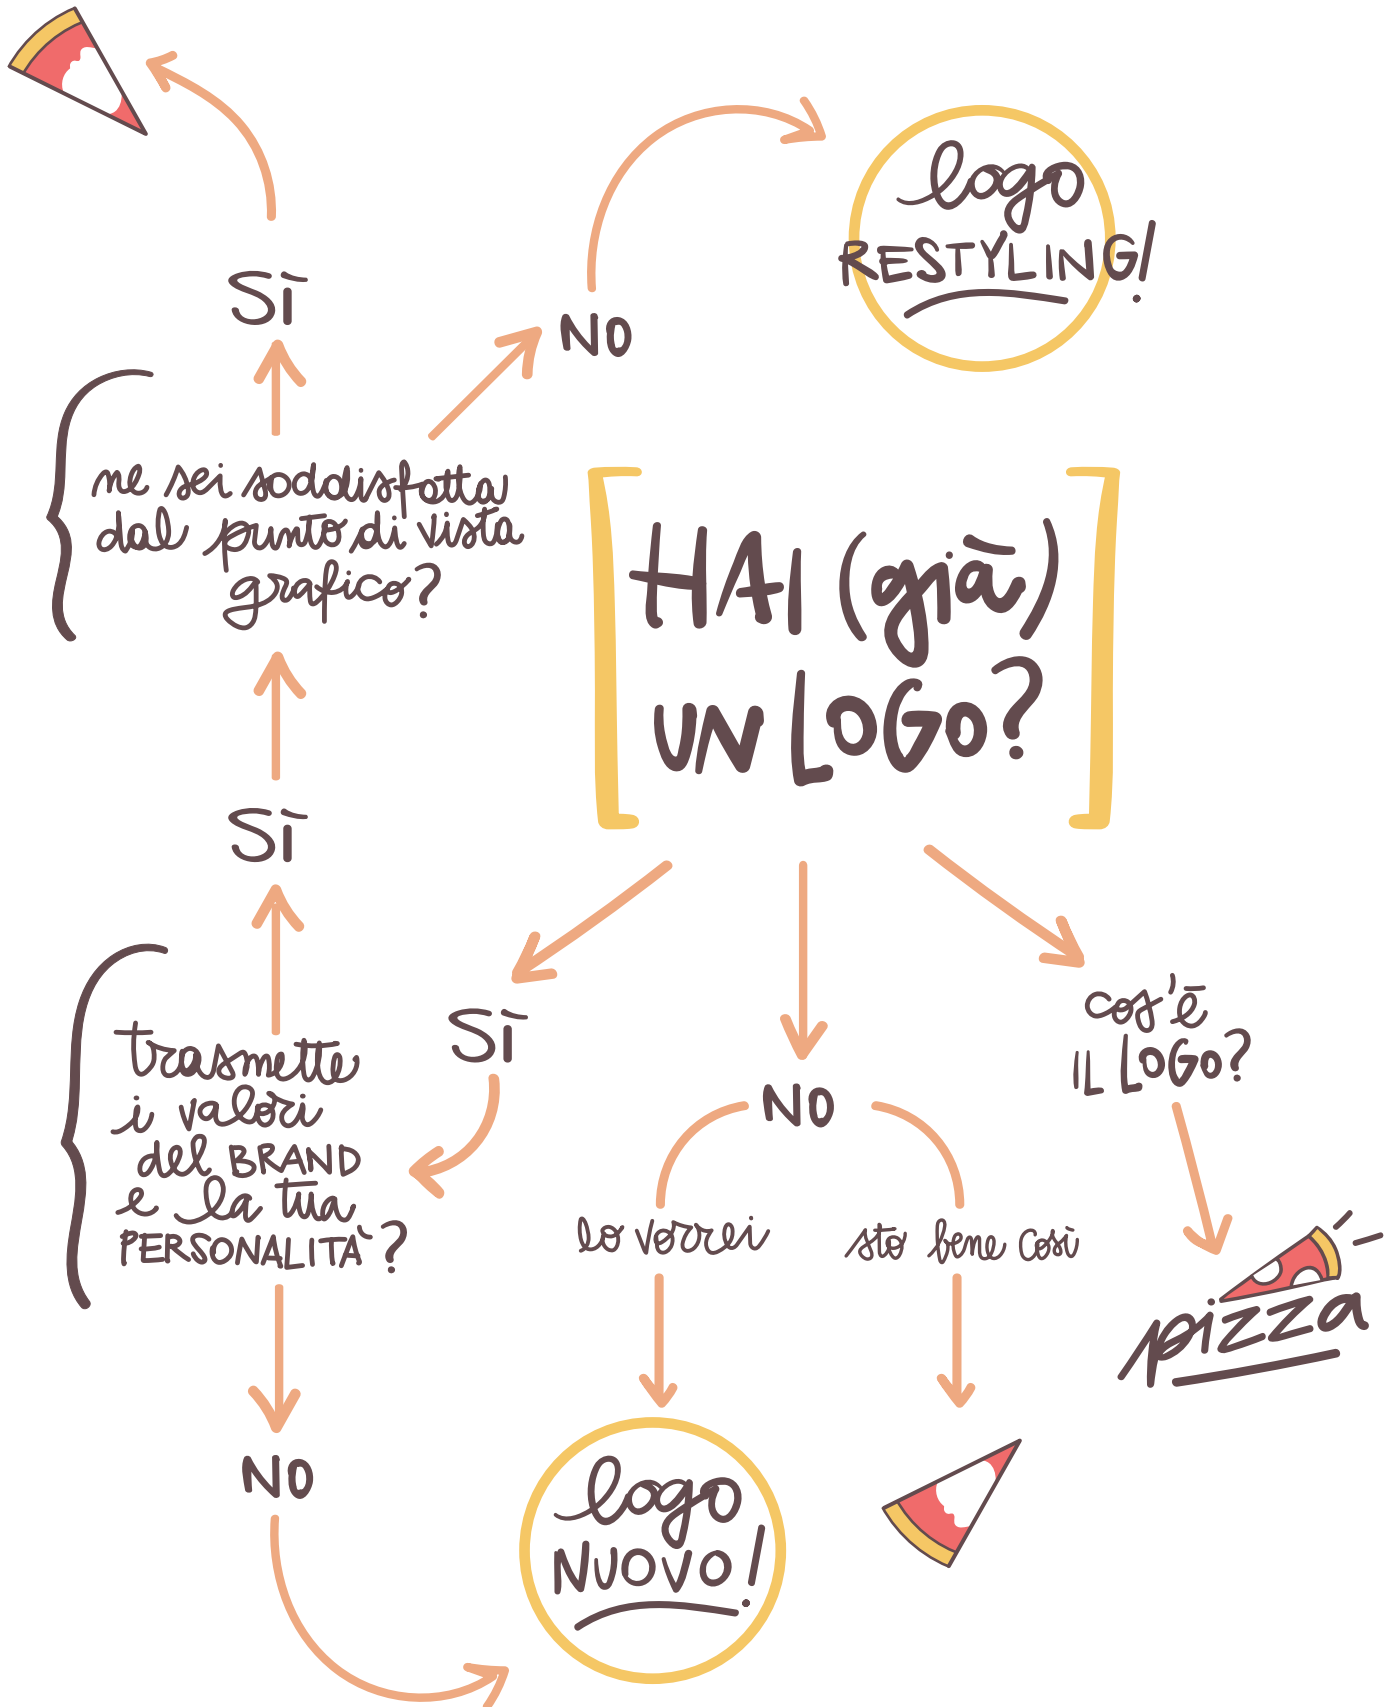 HAI (già)
UN LOGO?
SÌ
trasmette
i valori
del BRAND
e la tua
PERSONALITÀ?
SÌ
ne sei soddisfatta
dal punto di vista
grafico?
SÌ
NO
logo
RESTYLING!
NO
NO
lo vorrei
sto bene così
logo
NUOVO!
cos'è
IL LOGO?
pizza